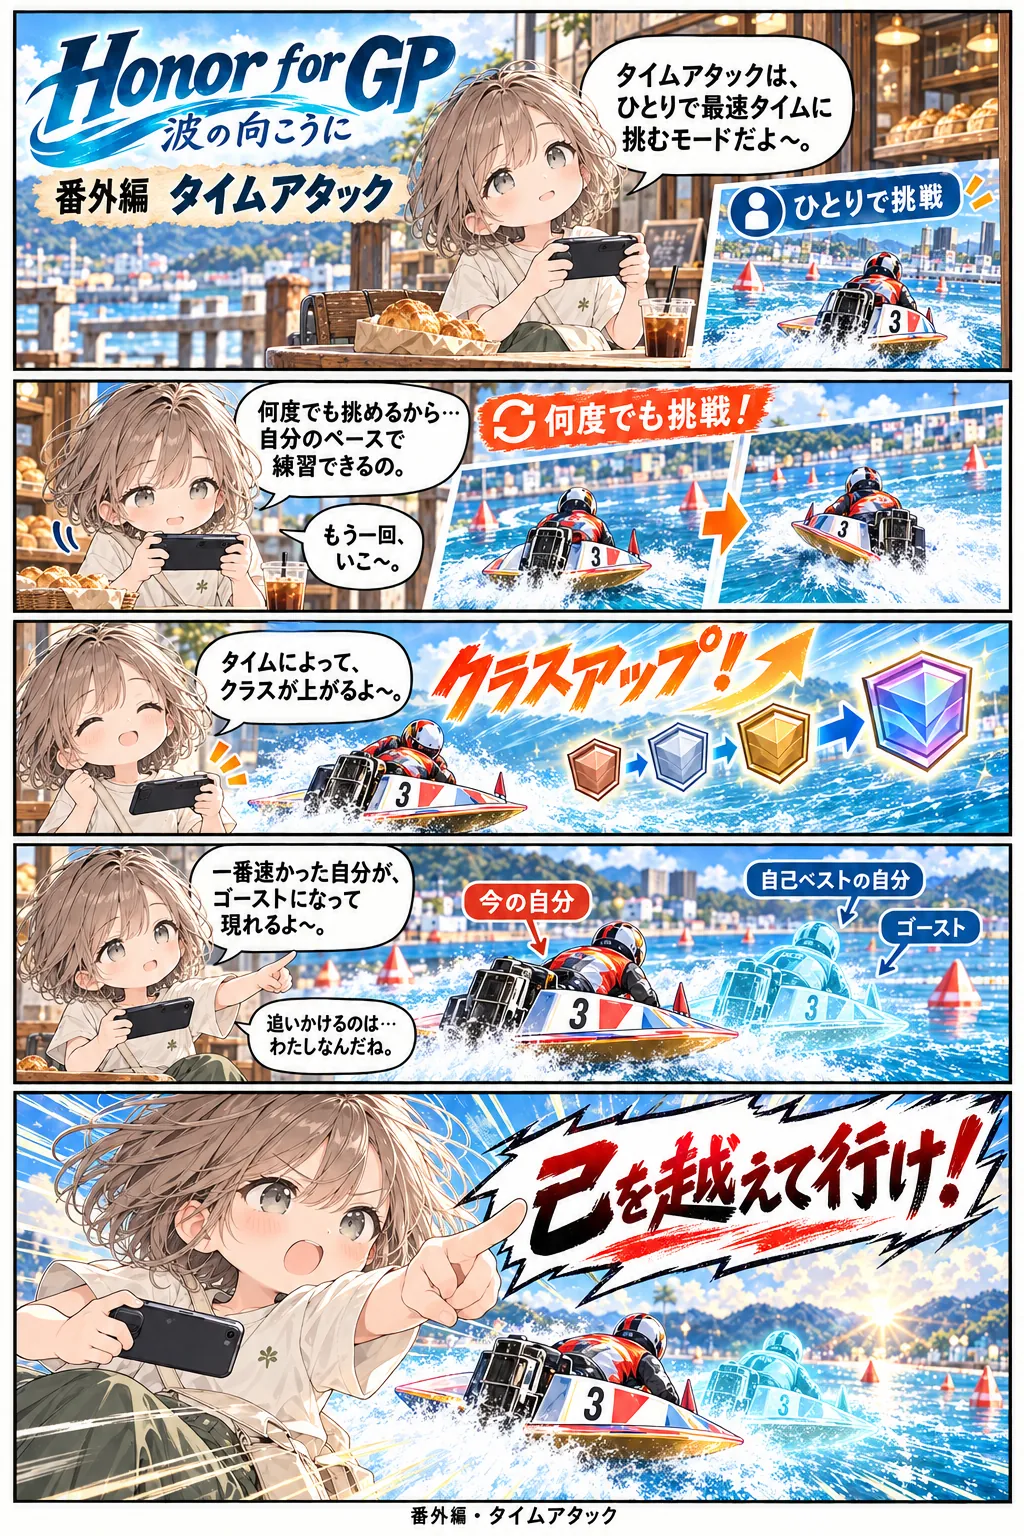 Honor for GP
波の向こうに
番外編 タイムアタック
タイムアタックは、
ひとりで最速タイムに
挑むモードだよ～。
ひとりで挑戦
3
何度でも挑めるから…
自分のペースで
練習できるの。
もう一回、
いこ～。
何度でも挑戦！
3
3
タイムによって、
クラスが上がるよ～。
クラスアップ！
3
一番速かった自分が、
ゴーストになって
現れるよ～。
追いかけるのは…
わたしなんだね。
今の自分
自己ベストの自分
ゴースト
3
3
己を越えて行け！
3
3
番外編・タイムアタック